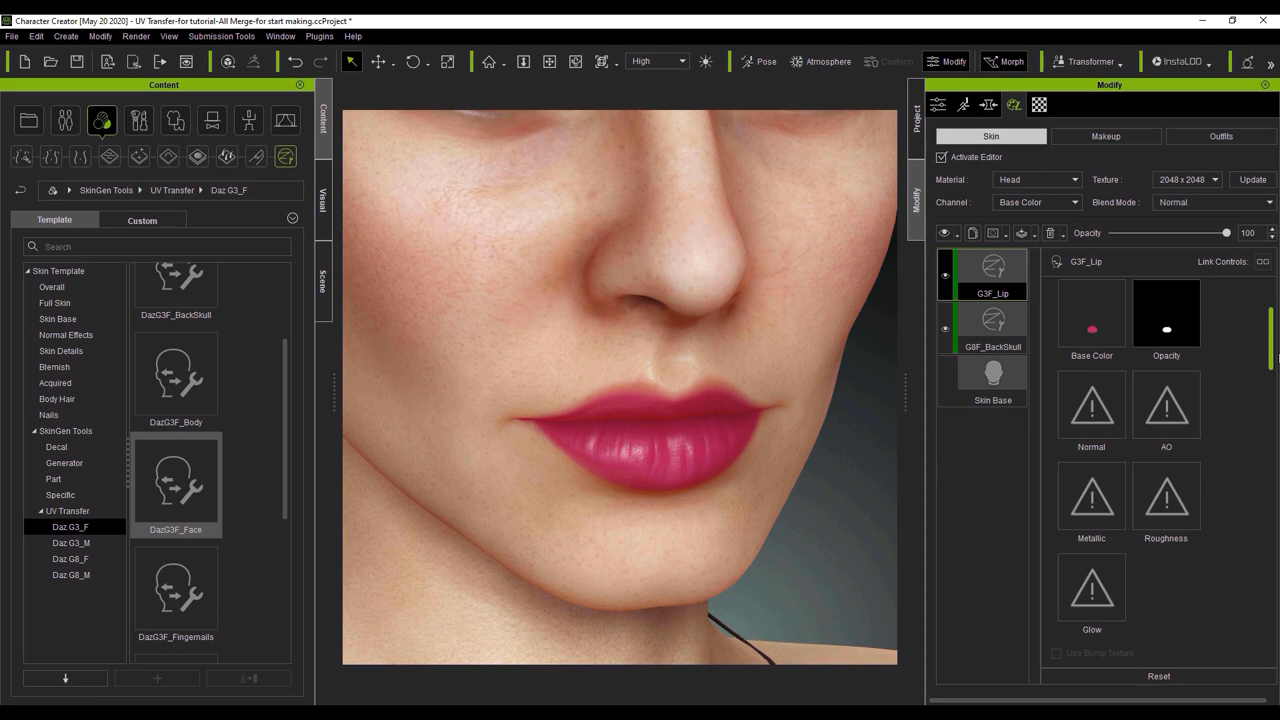 Character Creator [May 20 2020] - UV Transfer-for tutorial-All Merge-for start making.ccProject *
File Edit Create Modify Render View Submission Tools Window Plugins Help
High Pose Atmosphere Conform Modify Morph Transformer InstaLOD
Content
SkinGen Tools UV Transfer Daz G3_F
Template Custom
Search
Skin Template
Overall
Full Skin
Skin Base
Normal Effects
Skin Details
Blemish
Acquired
Body Hair
Nails
SkinGen Tools
Decal
Generator
Part
Specific
UV Transfer
Daz G3_F
Daz G3_M
Daz G8_F
Daz G8_M
DazG3F_BackSkull
DazG3F_Body
DazG3F_Face
DazG3F_Fingernails
Content
Visual
Scene
Project
Modify
Modify
Skin Makeup Outfits
Activate Editor
Material: Head Texture: 2048 x 2048 Update
Channel: Base Color Blend Mode: Normal
Opacity 100
G3F_Lip
G8F_BackSkull
Skin Base
G3F_Lip Link Controls:
Base Color Opacity
Normal AO
Metallic Roughness
Glow
Use Bump Texture
Reset